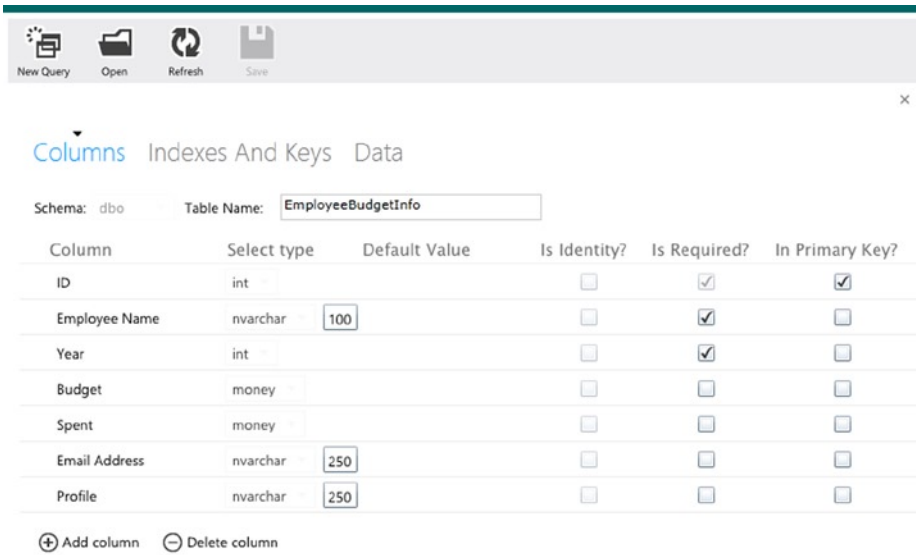 New Query Open Refresh Save
Columns Indexes And Keys Data
Schema: dbo Table Name: EmployeeBudgetInfo
Column Select type Default Value Is Identity? Is Required? In Primary Key?
ID int
Employee Name nvarchar 100
Year int
Budget money
Spent money
Email Address nvarchar 250
Profile nvarchar 250
Add column Delete column